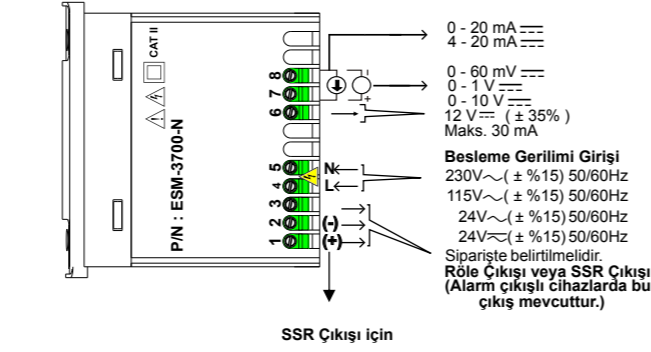 CAT II
P/N : ESM-3700-N
8
7
6
5
4
3
2
1
N
L
(-)
(+)
-
+
0 - 20 mA
4 - 20 mA
0 - 60 mV
0 - 1 V
0 - 10 V
12 V ( ± 35% )
Maks. 30 mA
Besleme Gerilimi Girişi
230V ( ± %15) 50/60Hz
115V ( ± %15) 50/60Hz
24V ( ± %15) 50/60Hz
24V ( ± %15) 50/60Hz
Siparişte belirtilmelidir.
Röle Çıkışı veya SSR Çıkışı
(Alarm çıkışlı cihazlarda bu
çıkış mevcuttur.)
SSR Çıkışı için